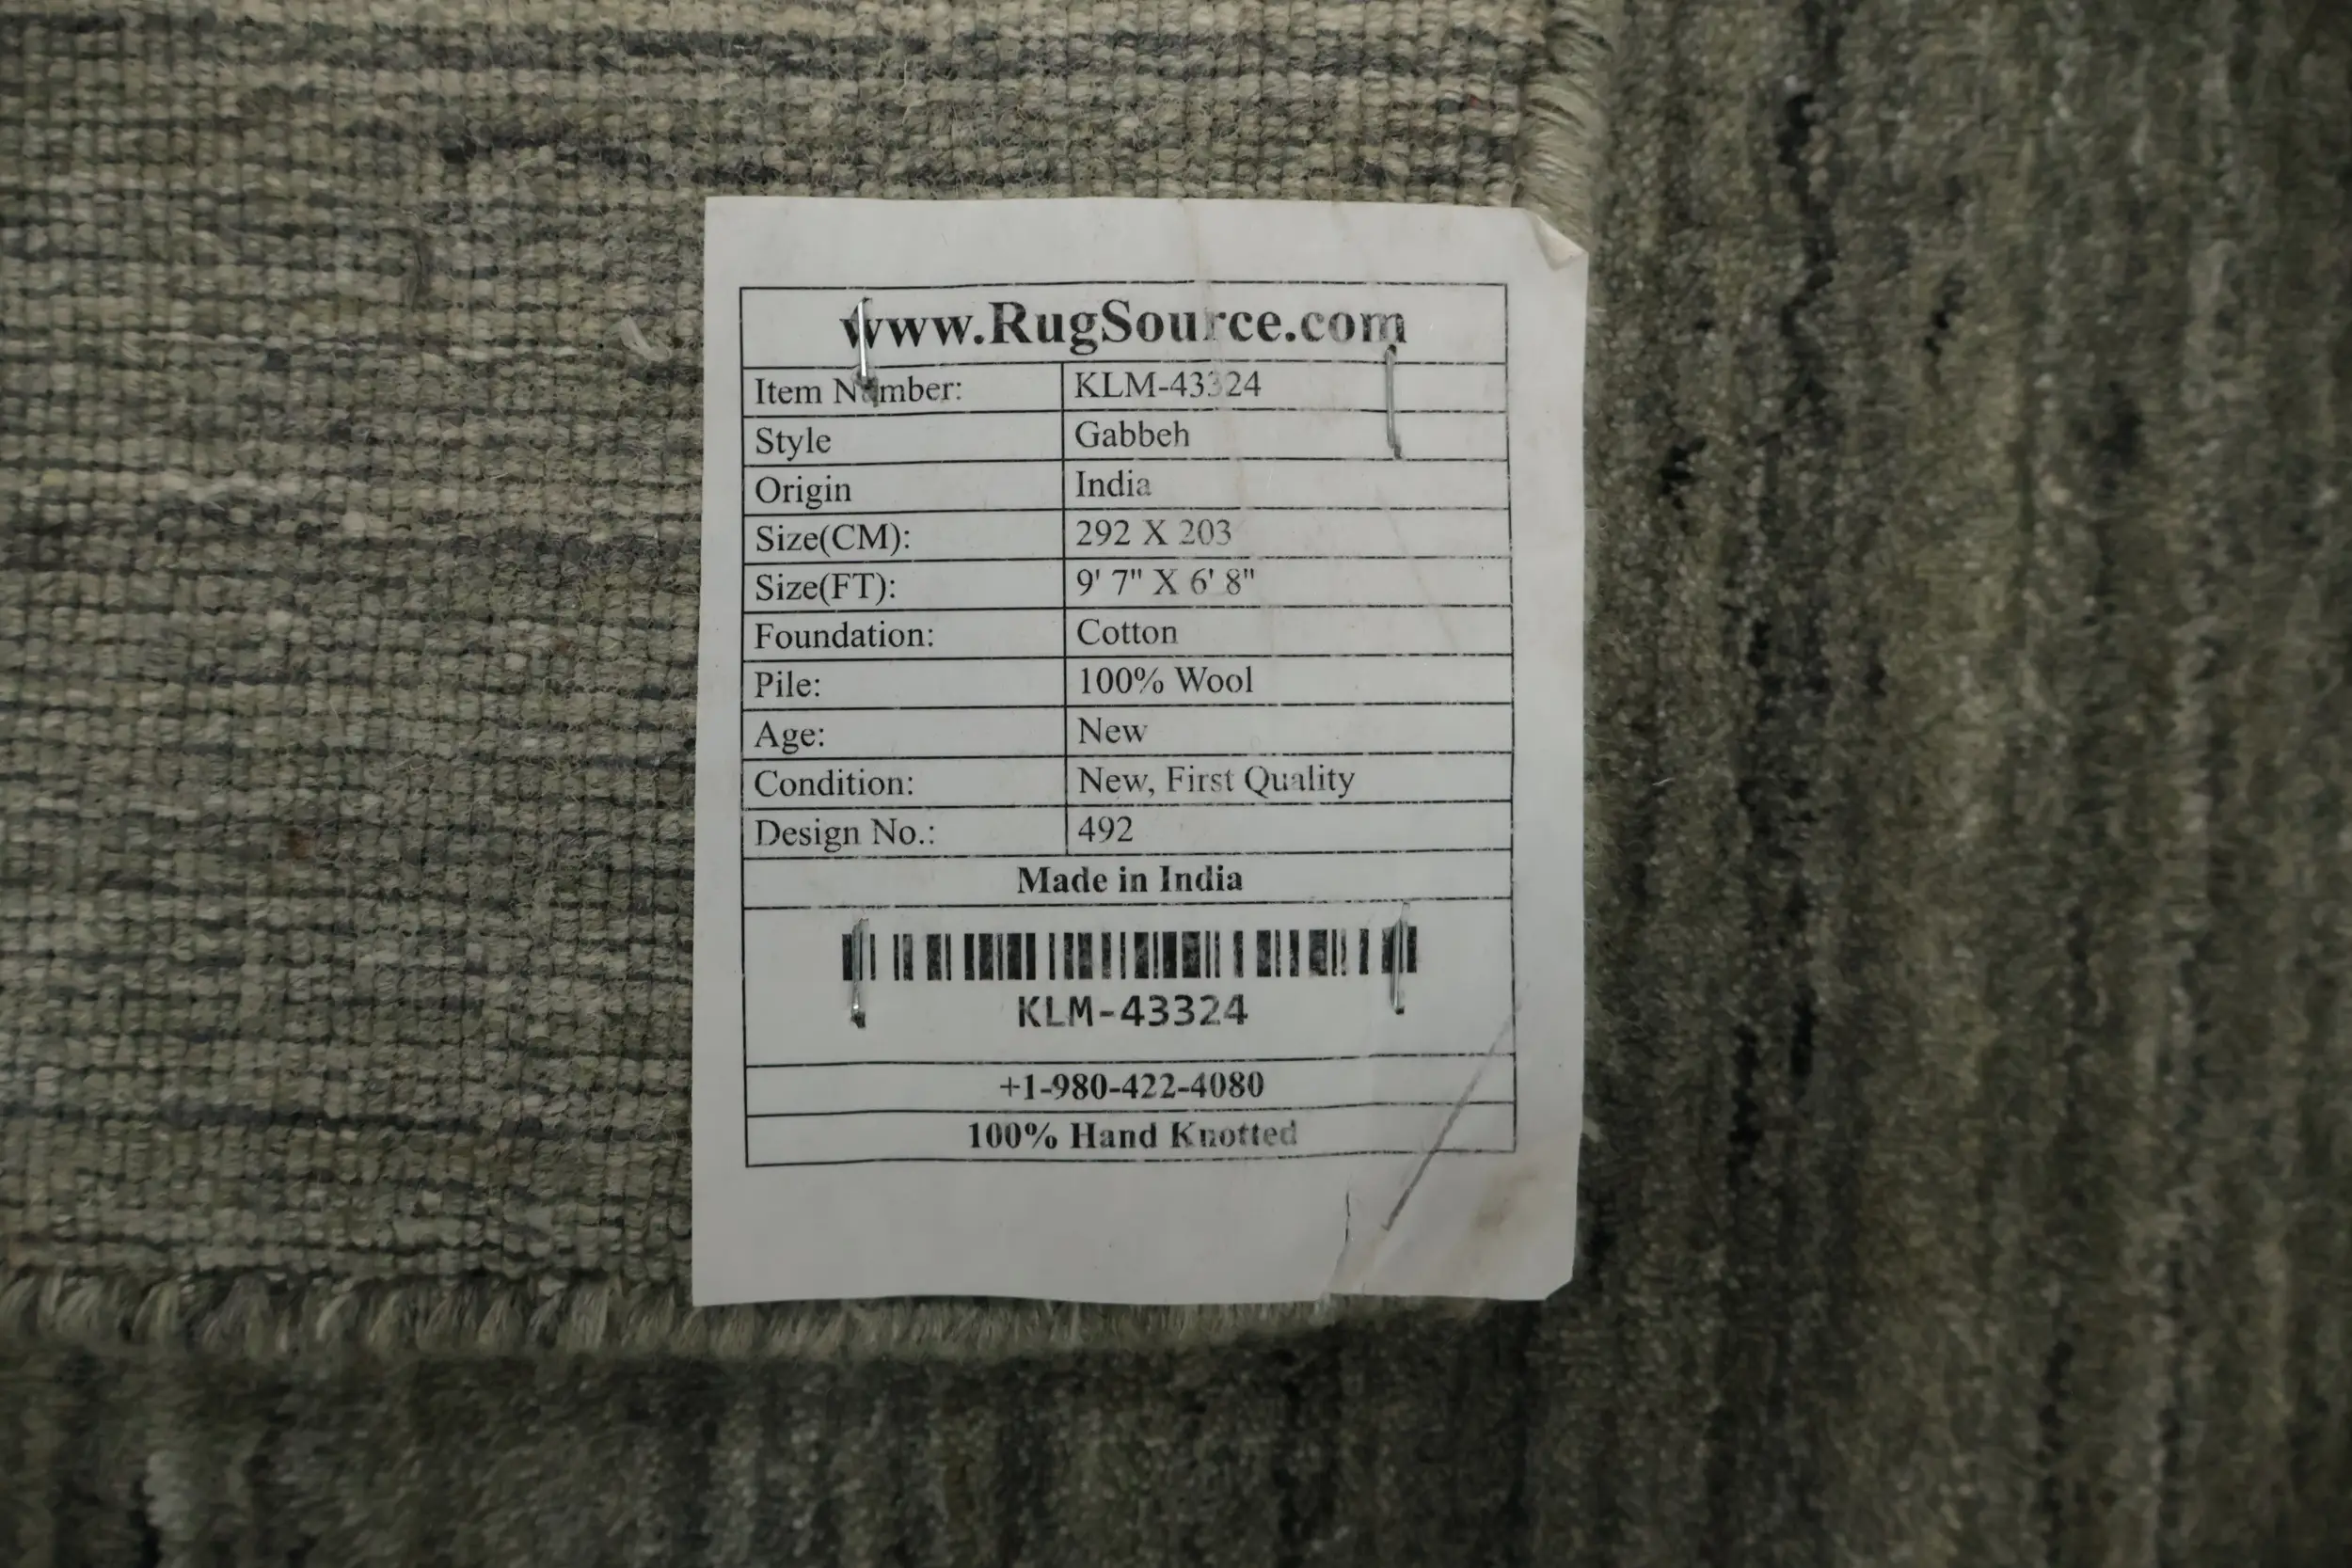 www.RugSource.com
Item Number: KLM-43324
Style Gabbeh
Origin India
Size(CM): 292 X 203
Size(FT): 9' 7" X 6' 8"
Foundation: Cotton
Pile: 100% Wool
Age: New
Condition: New, First Quality
Design No.: 492
Made in India
KLM-43324
+1-980-422-4080
100% Hand Knotted